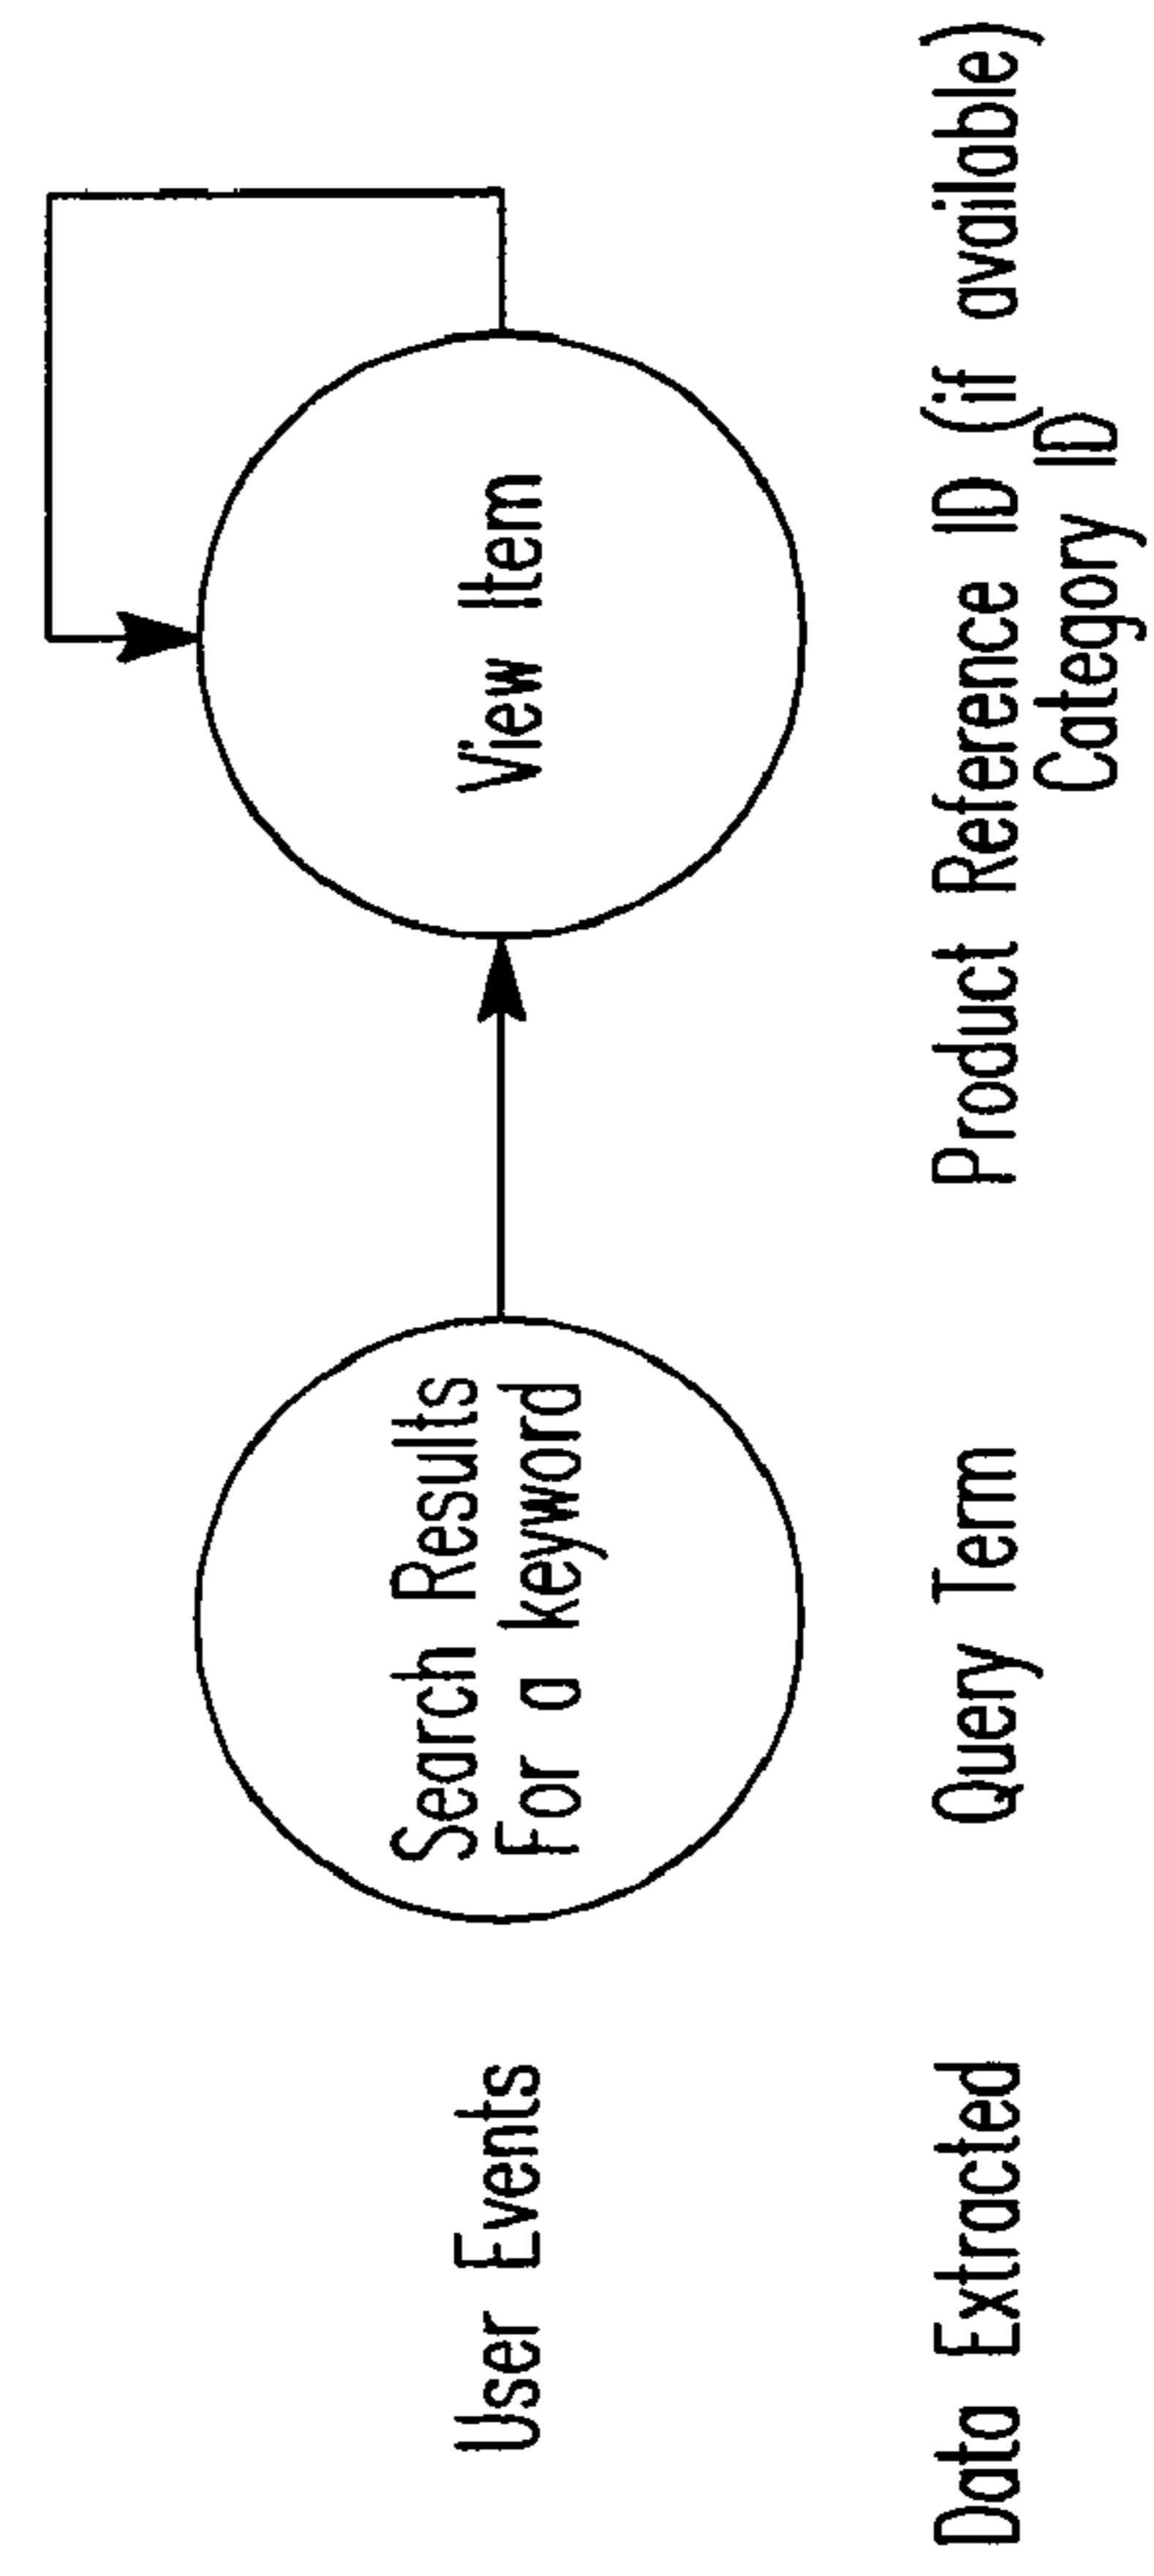 User Events
Search Results
For a keyword
View Item
Data Extracted
Query Term
Product Reference ID (if available)
Category ID